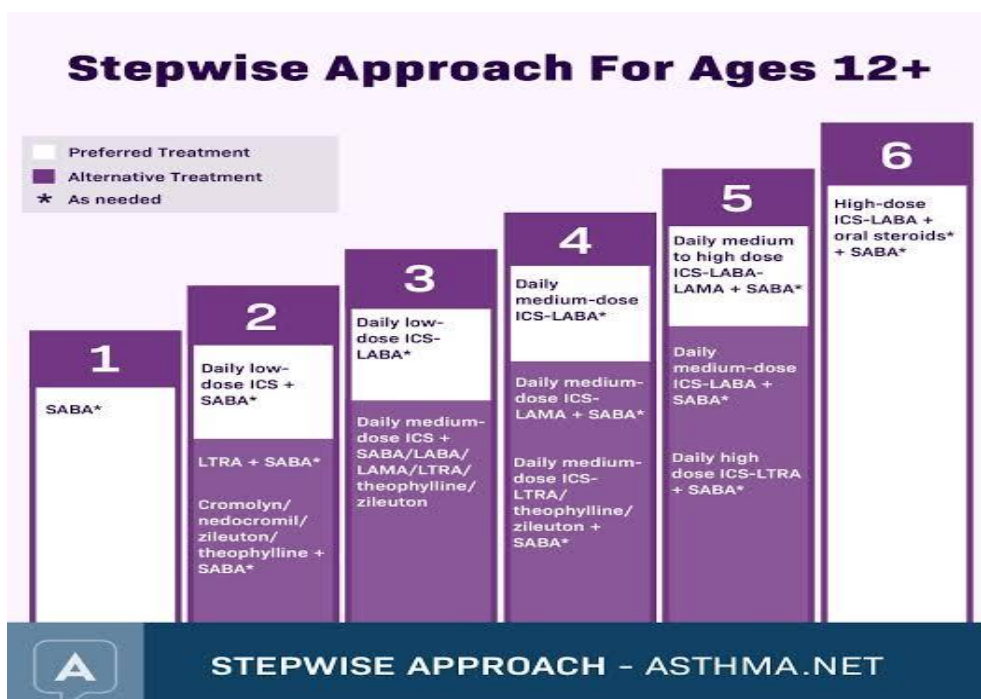 Stepwise Approach For Ages 12+
Preferred Treatment
Alternative Treatment
* As needed
1
SABA*
2
Daily low-
dose ICS +
SABA*
LTRA + SABA*
Cromolyn/
nedocromil/
zileuton/
theophylline +
SABA*
3
Daily low-
dose ICS-
LABA*
Daily medium-
dose ICS +
SABA/LABA/
LAMA/LTRA/
theophylline/
zileuton
4
Daily
medium-dose
ICS-LABA*
Daily medium-
dose ICS-
LAMA + SABA*
Daily medium-
dose ICS-
LTRA/
theophylline/
zileuton +
SABA*
5
Daily medium
to high dose
ICS-LABA-
LAMA + SABA*
Daily
medium-dose
ICS-LABA +
SABA*
Daily high
dose ICS-LTRA
+ SABA*
6
High-dose
ICS-LABA +
oral steroids*
+ SABA*
A
STEPWISE APPROACH - ASTHMA.NET